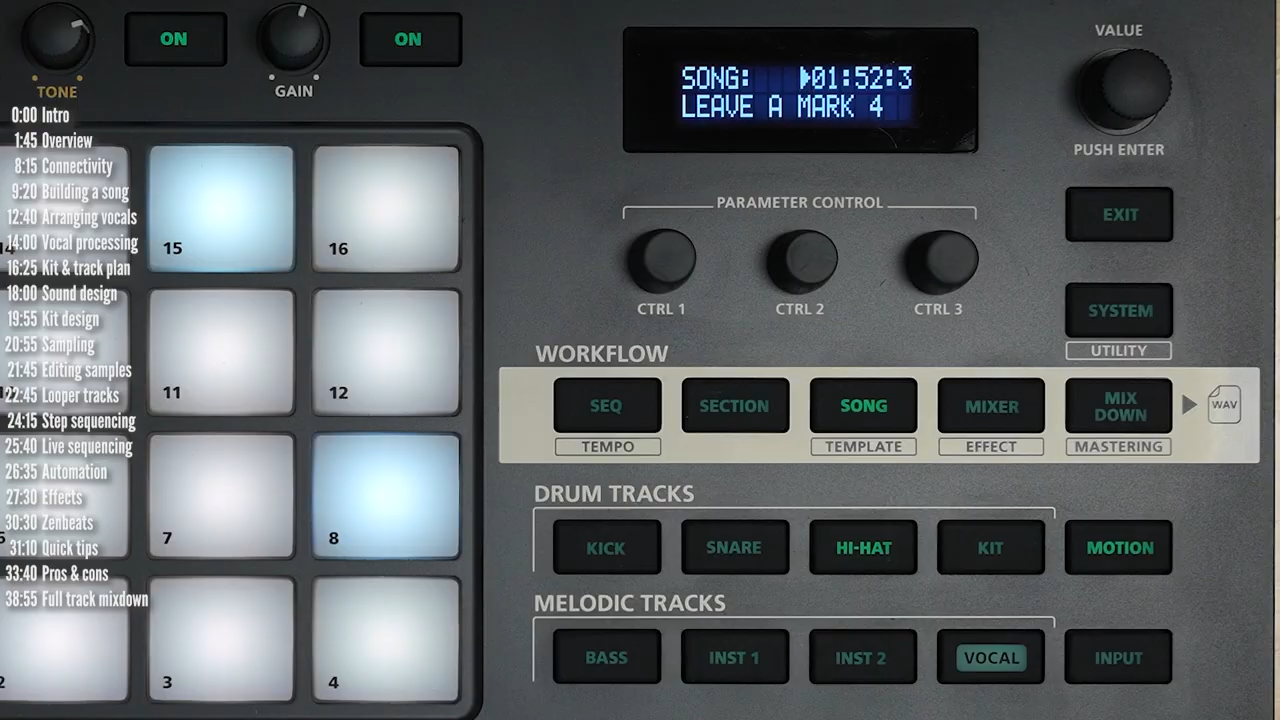 ON
ON
TONE
GAIN
SONG: 01:52:3
LEAVE A MARK 4
VALUE
PUSH ENTER
0:00 Intro
1:45 Overview
8:15 Connectivity
9:20 Building a song
12:40 Arranging vocals
14:00 Vocal processing
16:25 Kit & track plan
18:00 Sound design
19:55 Kit design
20:55 Sampling
21:45 Editing samples
22:45 Looper tracks
24:15 Step sequencing
25:40 Live sequencing
26:35 Automation
27:30 Effects
30:30 Zenbeats
31:10 Quick tips
33:40 Pros & cons
38:55 Full track mixdown
15
16
11
12
7
8
2
3
4
PARAMETER CONTROL
CTRL 1
CTRL 2
CTRL 3
EXIT
SYSTEM
UTILITY
WORKFLOW
SEQ
SECTION
SONG
MIXER
MIX
DOWN
WAV
TEMPO
TEMPLATE
EFFECT
MASTERING
DRUM TRACKS
KICK
SNARE
HI-HAT
KIT
MOTION
MELODIC TRACKS
BASS
INST 1
INST 2
VOCAL
INPUT